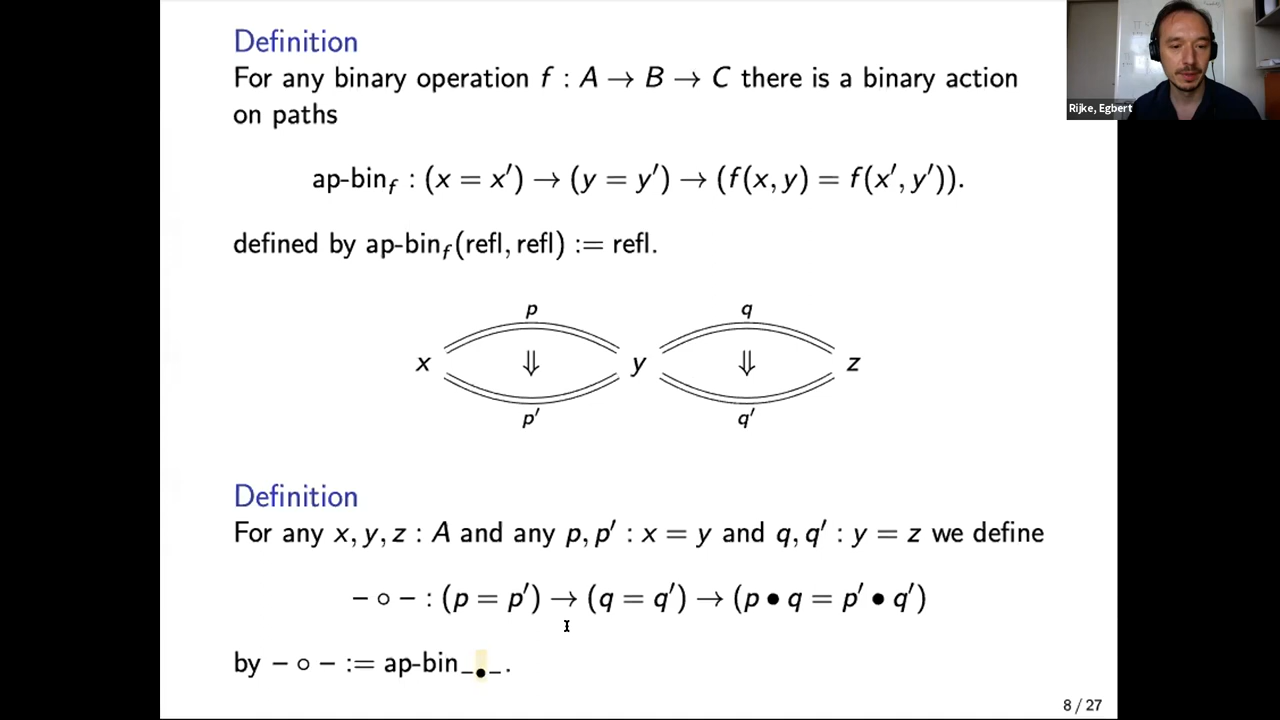 Definition
For any binary operation f : A → B → C there is a binary action
on paths
ap-bin_f : (x = x′) → (y = y′) → (f(x, y) = f(x′, y′)).
defined by ap-bin_f(refl, refl) := refl.
p q
x ⇓ y ⇓ z
p′ q′
Definition
For any x, y, z : A and any p, p′ : x = y and q, q′ : y = z we define
− ∘ − : (p = p′) → (q = q′) → (p • q = p′ • q′)
by − ∘ − := ap-bin_−•−.
8 / 27
Rijke, Egbert